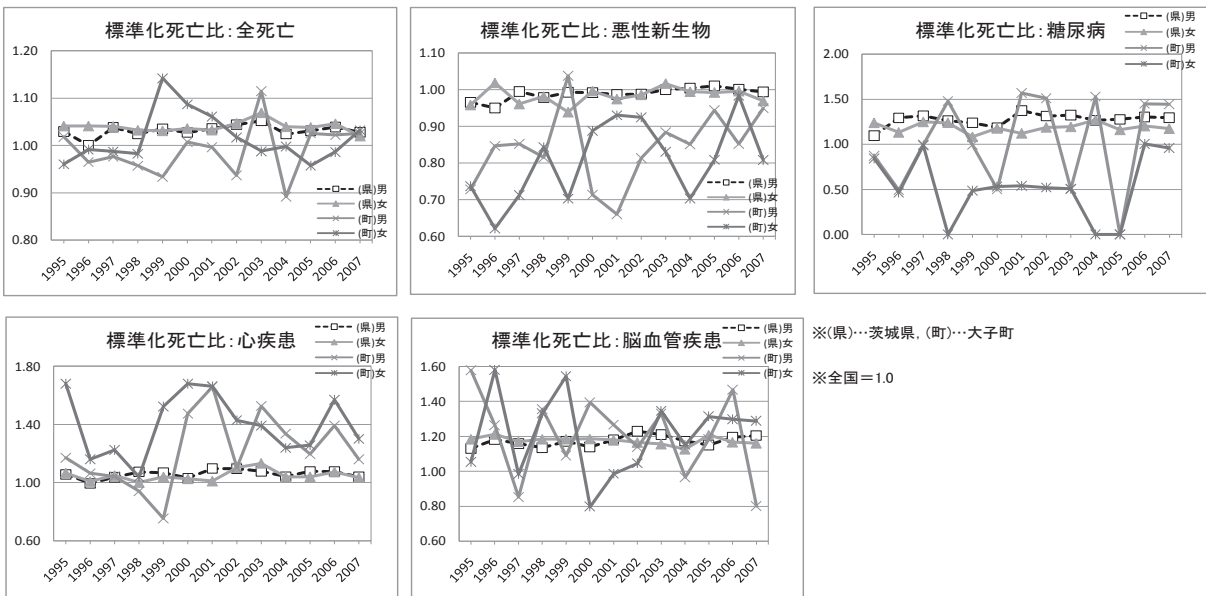 標準化死亡比:全死亡
1.20
1.10
1.00
0.90
0.80
(県)男
(県)女
(町)男
(町)女
1995 1996 1997 1998 1999 2000 2001 2002 2003 2004 2005 2006 2007
標準化死亡比:悪性新生物
1.10
1.00
0.90
0.80
0.70
0.60
(県)男
(県)女
(町)男
(町)女
1995 1996 1997 1998 1999 2000 2001 2002 2003 2004 2005 2006 2007
標準化死亡比:糖尿病
(県)男
(県)女
(町)男
(町)女
2.00
1.50
1.00
0.50
0.00
1995 1996 1997 1998 1999 2000 2001 2002 2003 2004 2005 2006 2007
標準化死亡比:心疾患
(県)男
(県)女
(町)男
(町)女
1.80
1.40
1.00
0.60
1995 1996 1997 1998 1999 2000 2001 2002 2003 2004 2005 2006 2007
標準化死亡比:脳血管疾患
(県)男
(県)女
(町)男
(町)女
1.60
1.40
1.20
1.00
0.80
0.60
1995 1996 1997 1998 1999 2000 2001 2002 2003 2004 2005 2006 2007
※(県)…茨城県, (町)…大子町
※全国=1.0